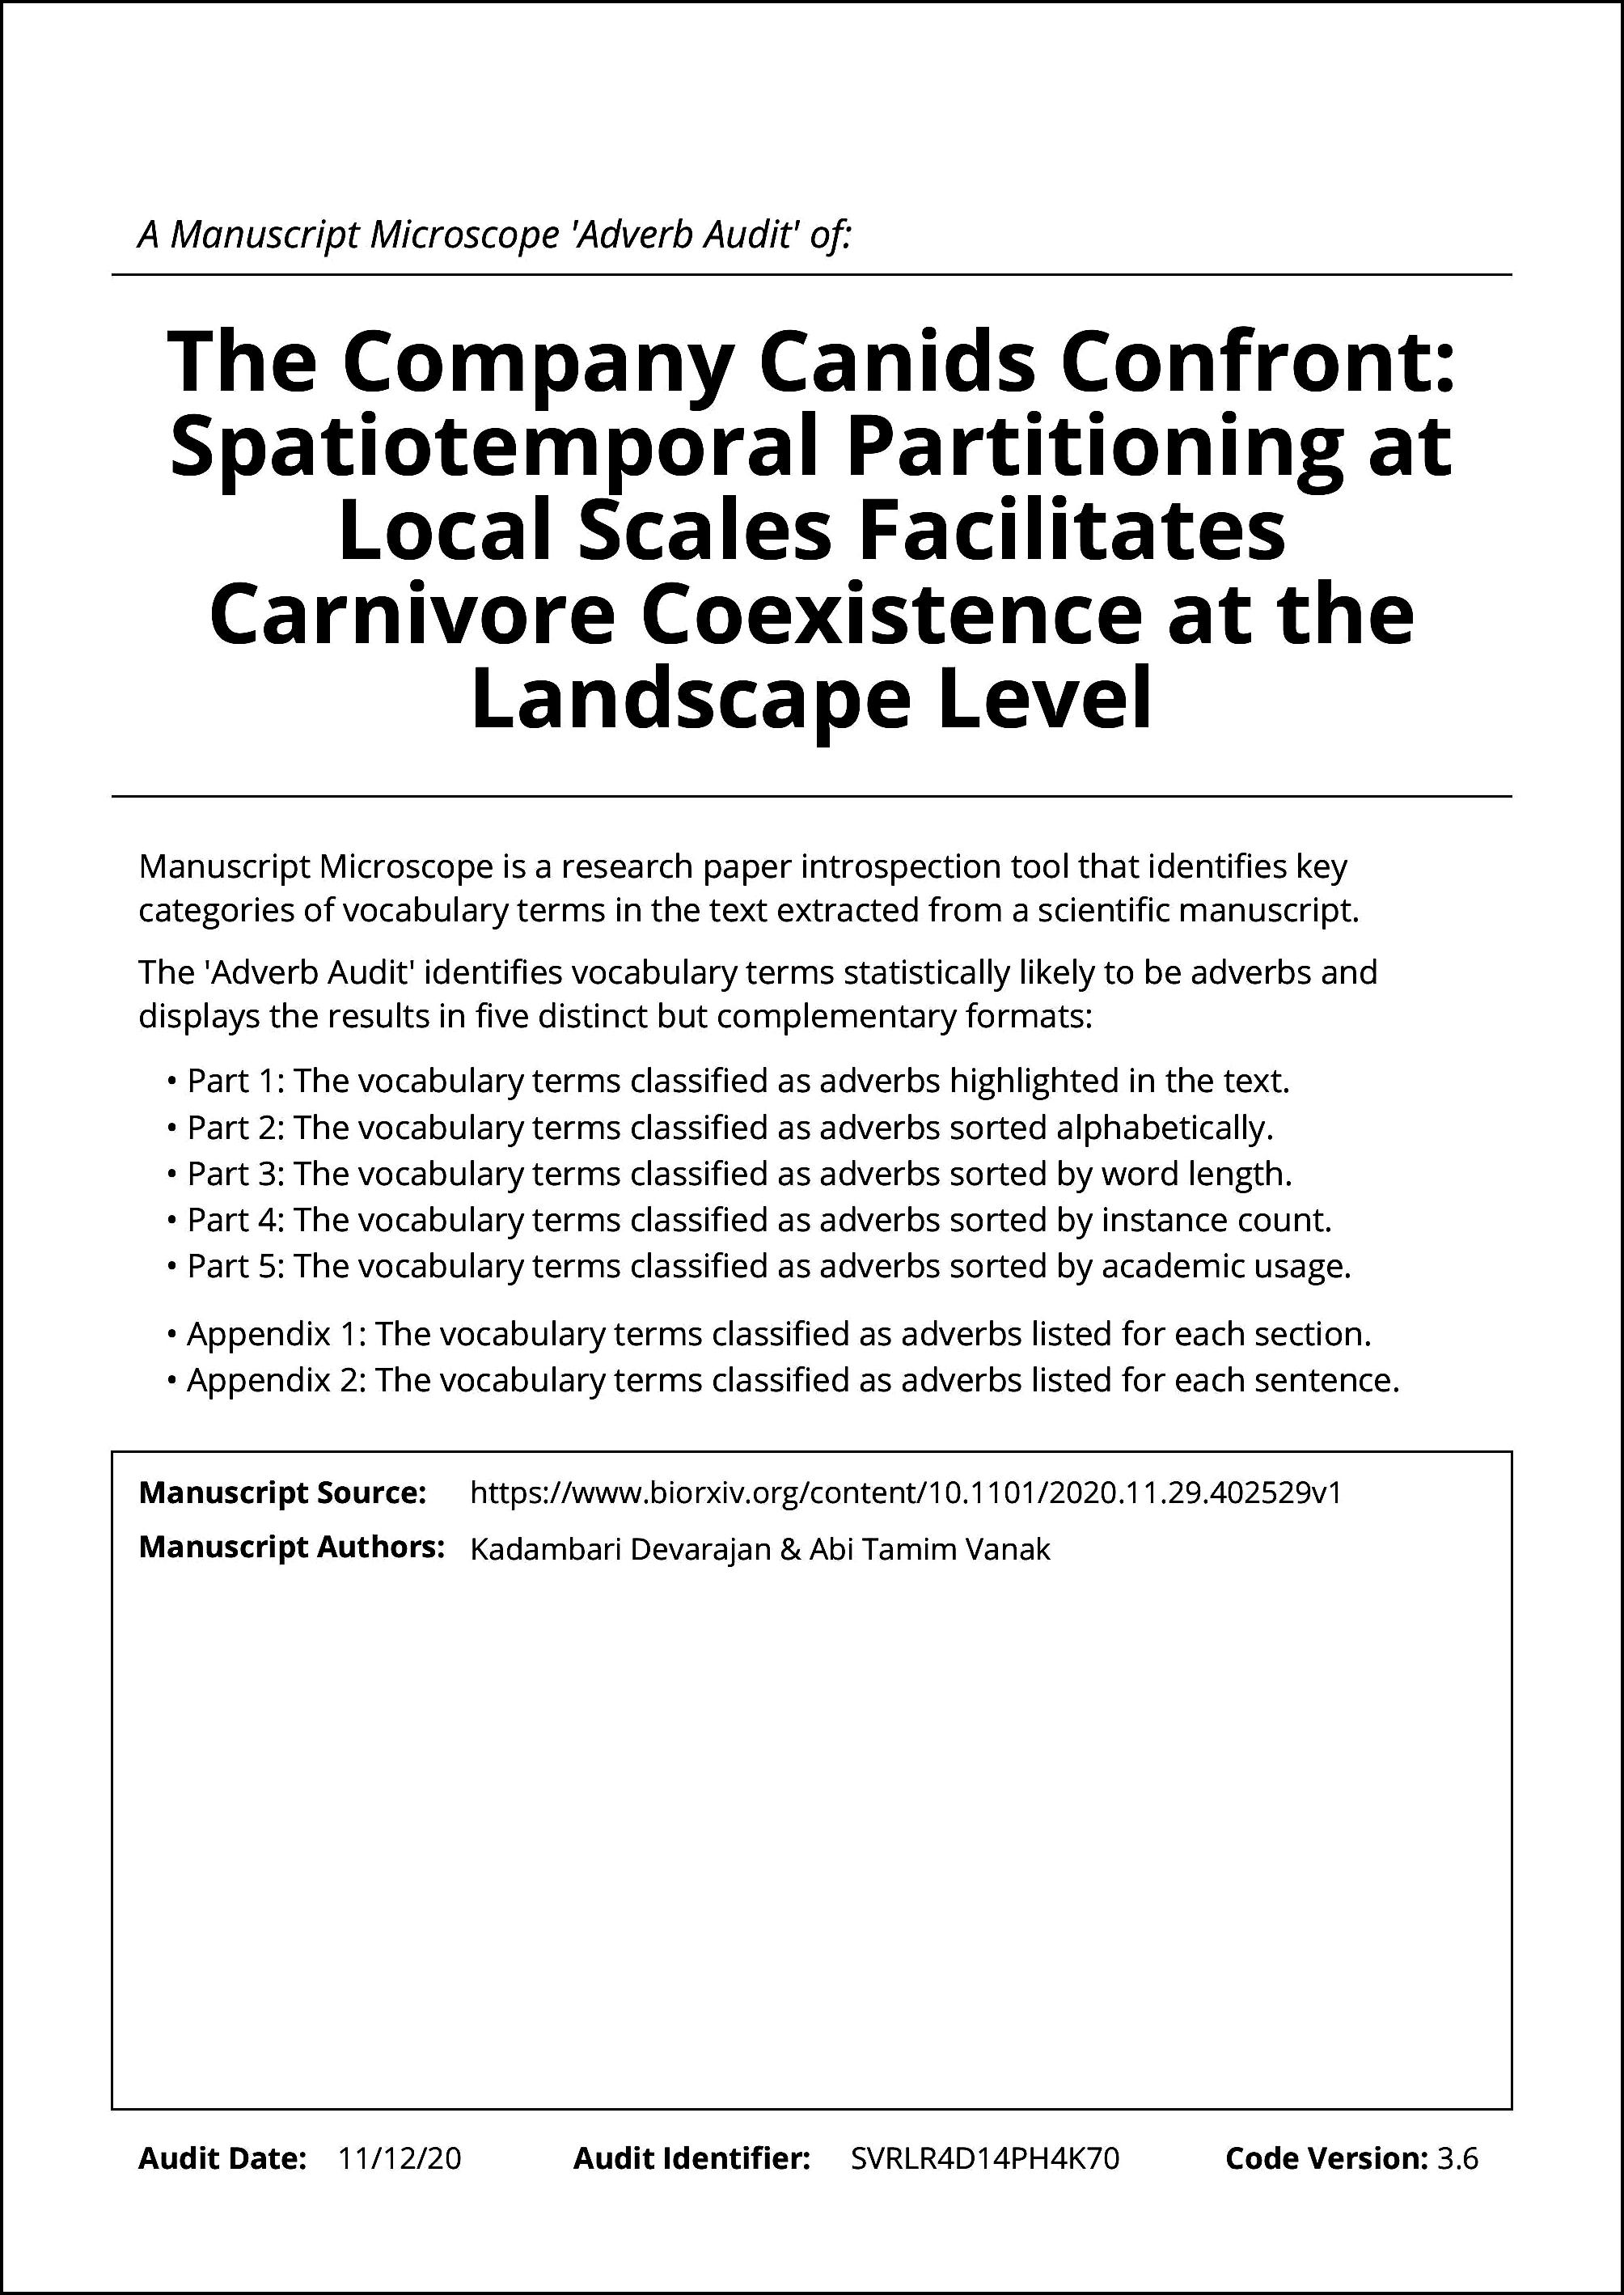 A Manuscript Microscope 'Adverb Audit' of:
The Company Canids Confront:
Spatiotemporal Partitioning at
Local Scales Facilitates
Carnivore Coexistence at the
Landscape Level
Manuscript Microscope is a research paper introspection tool that identifies key
categories of vocabulary terms in the text extracted from a scientific manuscript.
The 'Adverb Audit' identifies vocabulary terms statistically likely to be adverbs and
displays the results in five distinct but complementary formats:
• Part 1: The vocabulary terms classified as adverbs highlighted in the text.
• Part 2: The vocabulary terms classified as adverbs sorted alphabetically.
• Part 3: The vocabulary terms classified as adverbs sorted by word length.
• Part 4: The vocabulary terms classified as adverbs sorted by instance count.
• Part 5: The vocabulary terms classified as adverbs sorted by academic usage.
• Appendix 1: The vocabulary terms classified as adverbs listed for each section.
• Appendix 2: The vocabulary terms classified as adverbs listed for each sentence.
Manuscript Source: https://www.biorxiv.org/content/10.1101/2020.11.29.402529v1
Manuscript Authors: Kadambari Devarajan & Abi Tamim Vanak
Audit Date: 11/12/20 Audit Identifier: SVRLR4D14PH4K70 Code Version: 3.6